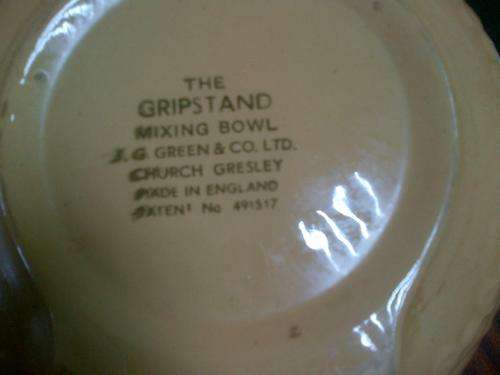 THE
GRIPSTAND
MIXING BOWL
T.G. GREEN & CO. LTD.
CHURCH GRESLEY
MADE IN ENGLAND
PATENT No 491517